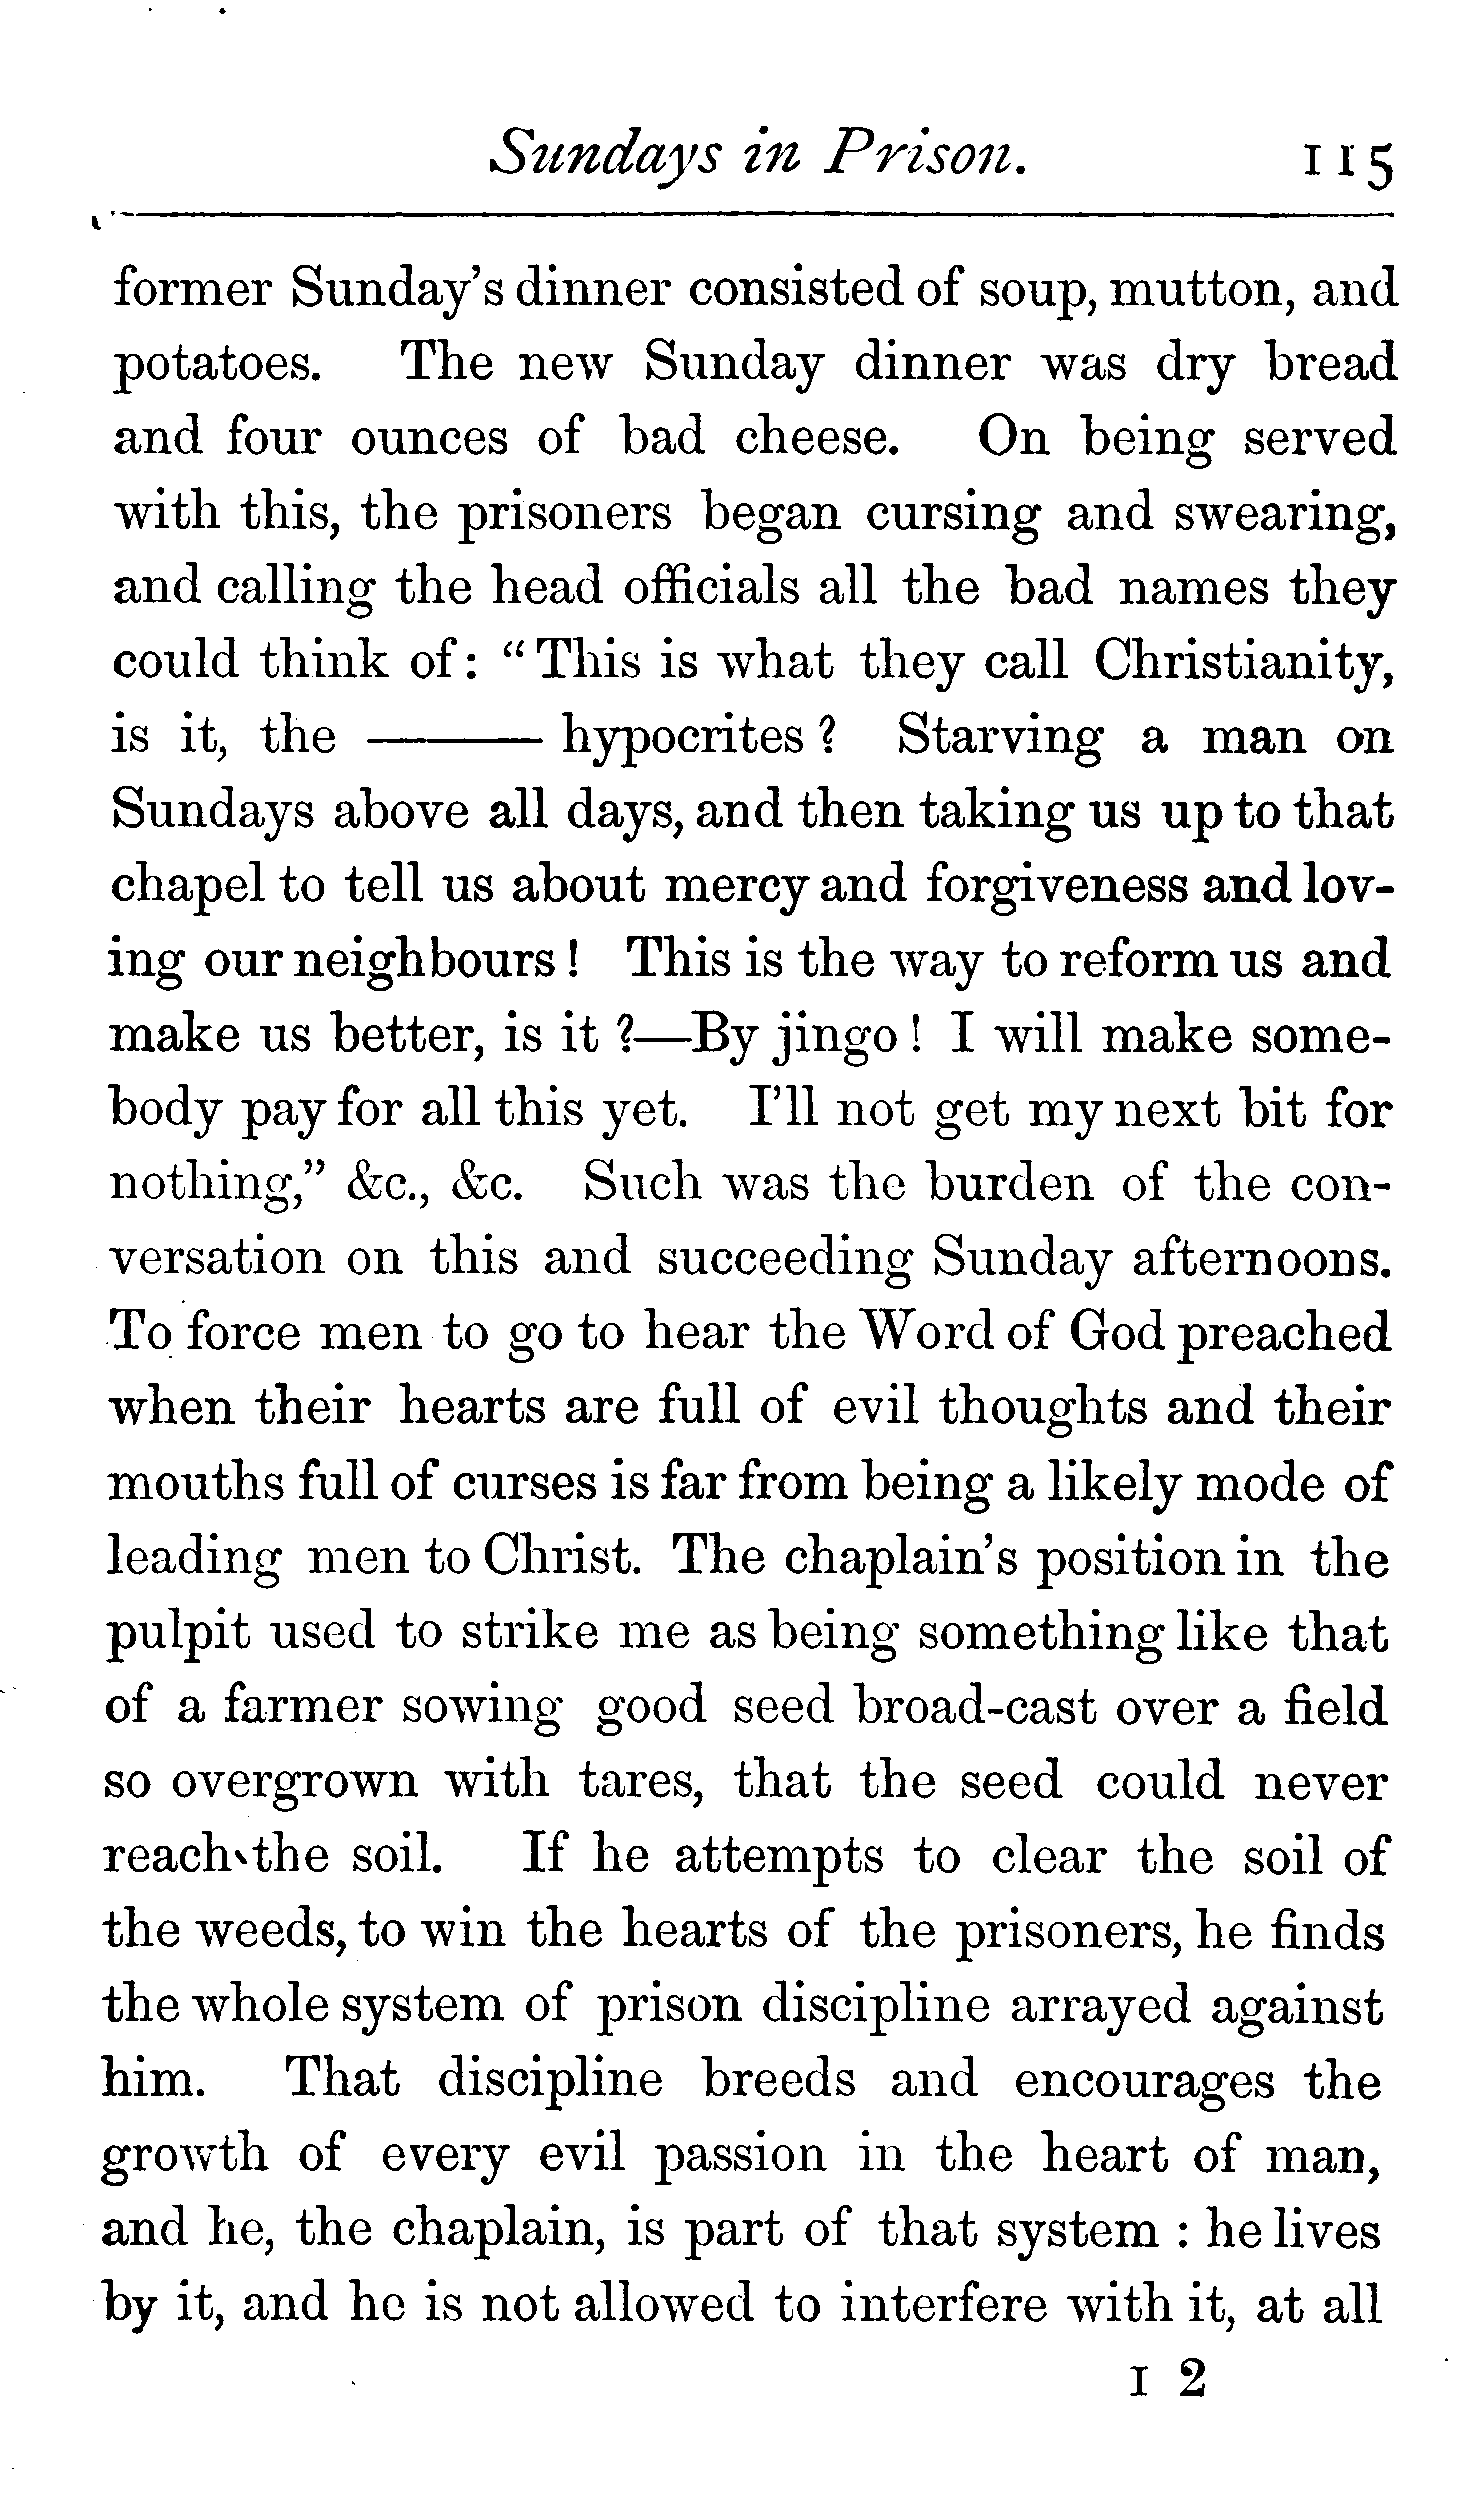 Sundays in Prison. 115
former Sunday's dinner consisted of soup, mutton, and
potatoes. The new Sunday dinner was dry bread
and four ounces of bad cheese. On being served
with this, the prisoners began cursing and swearing,
and calling the head officials all the bad names they
could think of: “This is what they call Christianity,
is it, the ——— hypocrites? Starving a man on
Sundays above all days, and then taking us up to that
chapel to tell us about mercy and forgiveness and lov-
ing our neighbours! This is the way to reform us and
make us better, is it?—By jingo! I will make some-
body pay for all this yet. I'll not get my next bit for
nothing,” &c., &c. Such was the burden of the con-
versation on this and succeeding Sunday afternoons.
To force men to go to hear the Word of God preached
when their hearts are full of evil thoughts and their
mouths full of curses is far from being a likely mode of
leading men to Christ. The chaplain's position in the
pulpit used to strike me as being something like that
of a farmer sowing good seed broad-cast over a field
so overgrown with tares, that the seed could never
reach the soil. If he attempts to clear the soil of
the weeds, to win the hearts of the prisoners, he finds
the whole system of prison discipline arrayed against
him. That discipline breeds and encourages the
growth of every evil passion in the heart of man,
and he, the chaplain, is part of that system: he lives
by it, and he is not allowed to interfere with it, at all
I 2